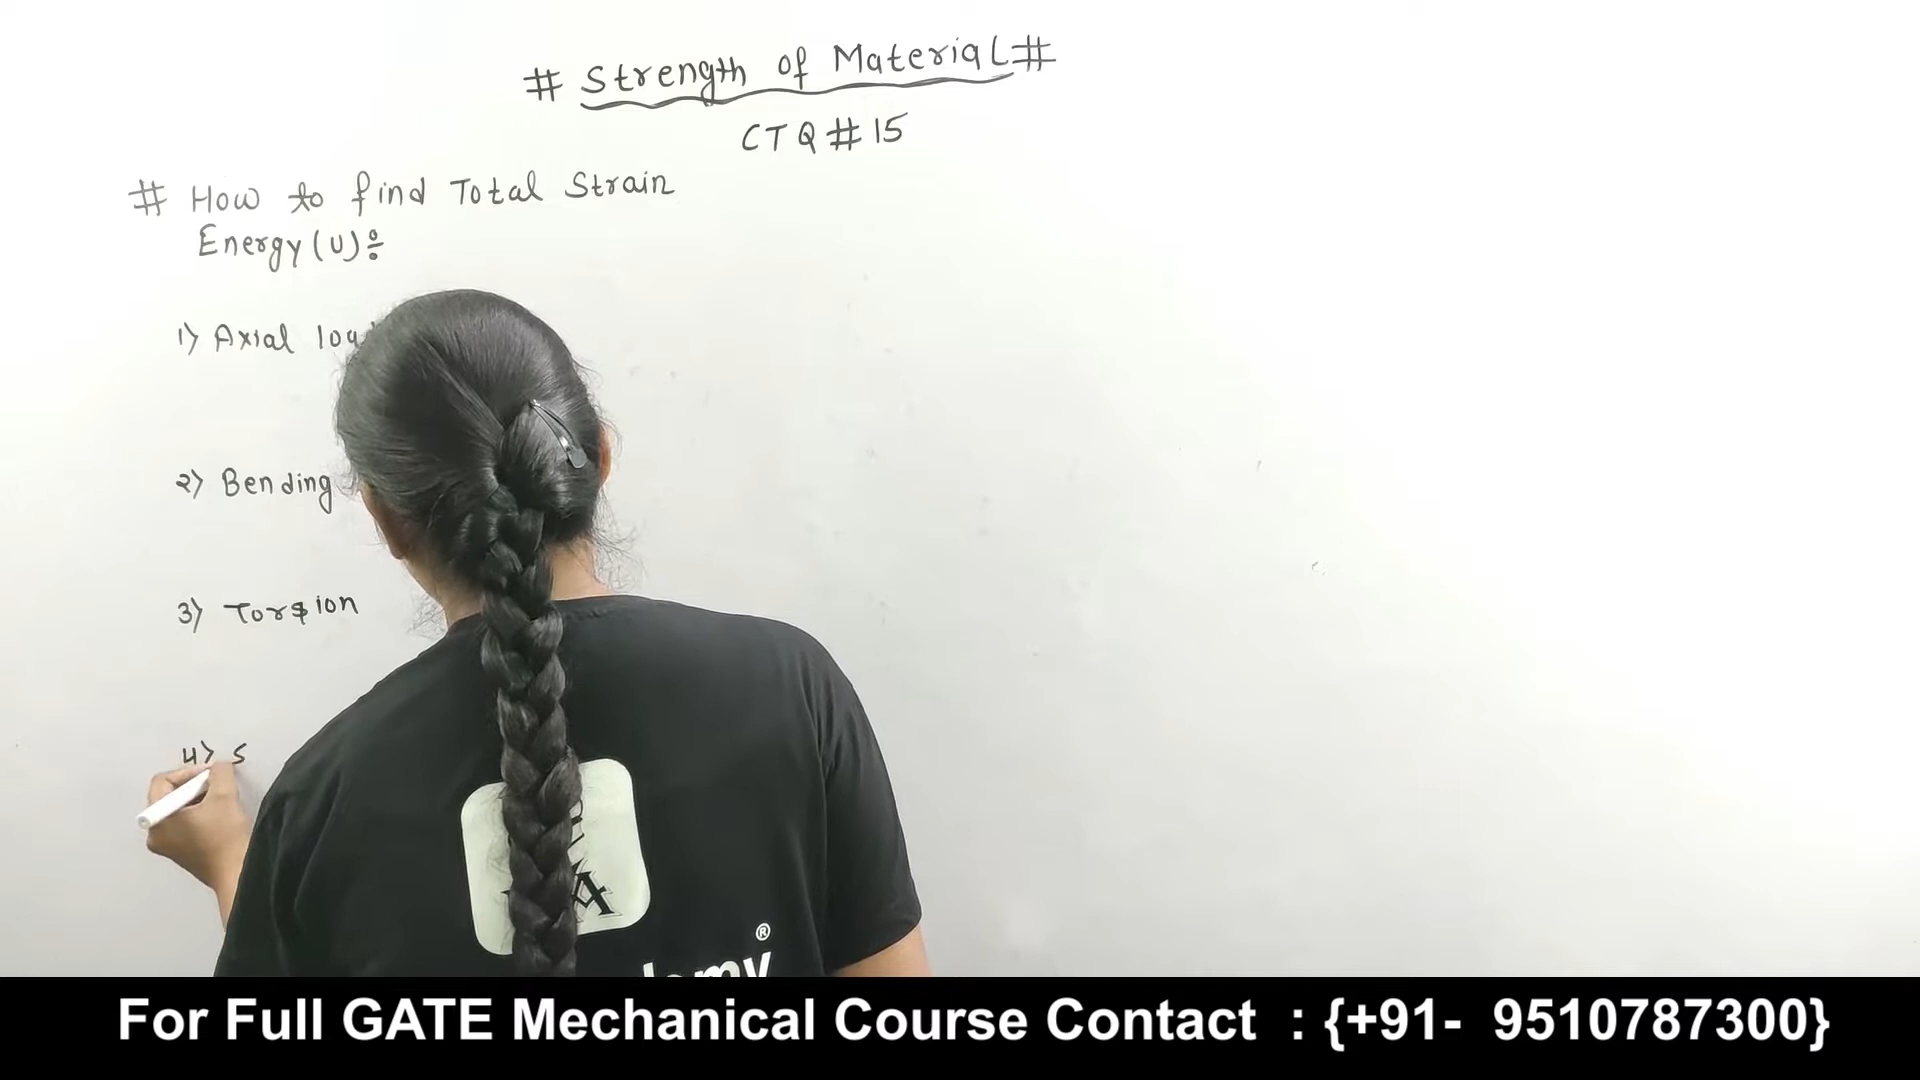 # Strength of Material #
CTQ # 15
# How to find Total Strain
Energy (U):
1) Axial
2) Bending
3) Torsion
4) S
A
®
For Full GATE Mechanical Course Contact : {+91- 9510787300}